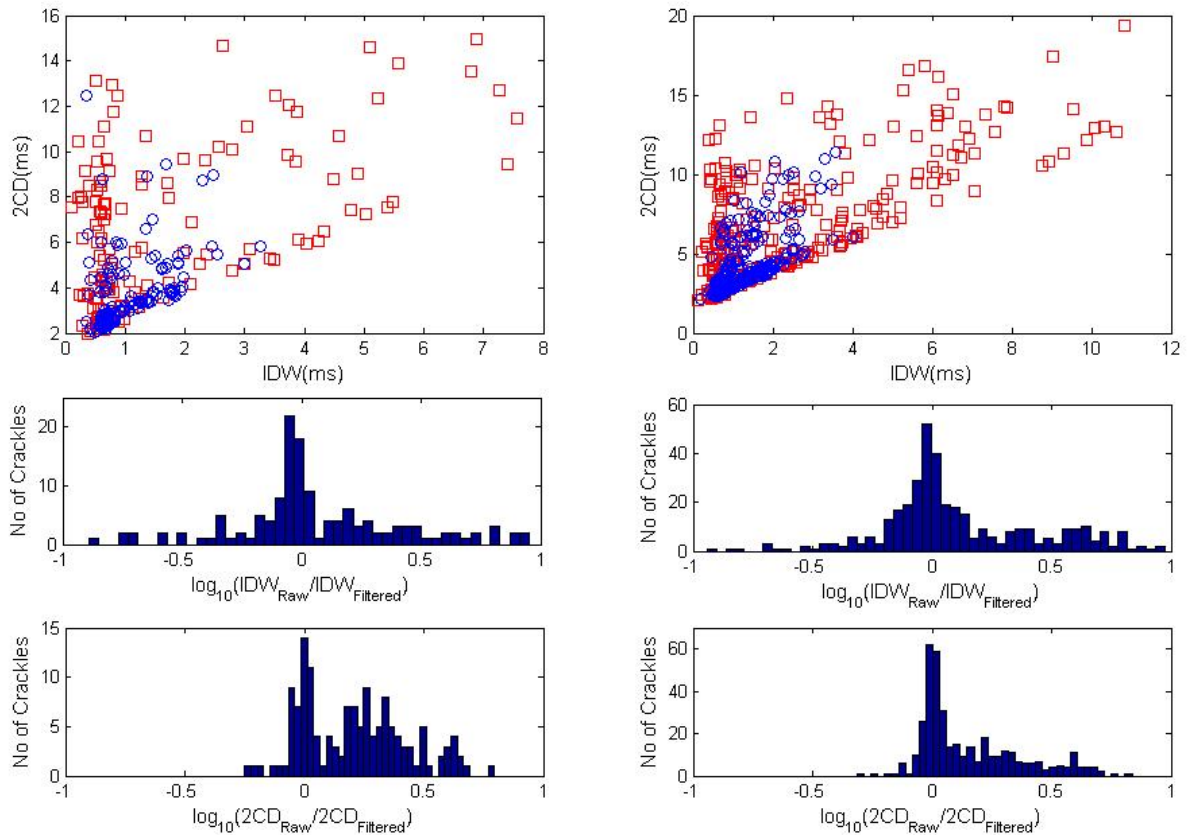 16
14
12
10
8
6
4
2
2CD(ms)
0 1 2 3 4 5 6 7 8
IDW(ms)
20
15
10
5
0
2CD(ms)
0 2 4 6 8 10 12
IDW(ms)
20
10
0
No of Crackles
-1 -0.5 0 0.5 1
log10(IDWRaw/IDWFiltered)
60
40
20
0
No of Crackles
-1 -0.5 0 0.5 1
log10(IDWRaw/IDWFiltered)
15
10
5
0
No of Crackles
-1 -0.5 0 0.5 1
log10(2CDRaw/2CDFiltered)
60
40
20
0
No of Crackles
-1 -0.5 0 0.5 1
log10(2CDRaw/2CDFiltered)